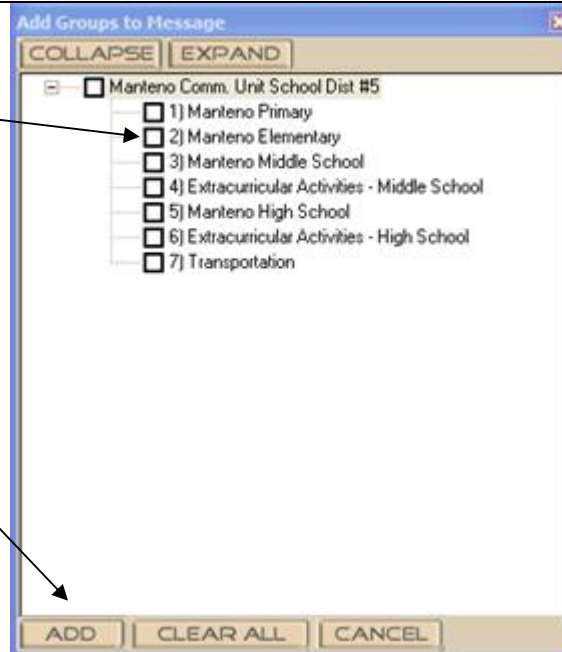 Add Groups to Message
COLLAPSE EXPAND
Manteno Comm. Unit School Dist #5
1) Manteno Primary
2) Manteno Elementary
3) Manteno Middle School
4) Extracurricular Activities - Middle School
5) Manteno High School
6) Extracurricular Activities - High School
7) Transportation
ADD CLEAR ALL CANCEL